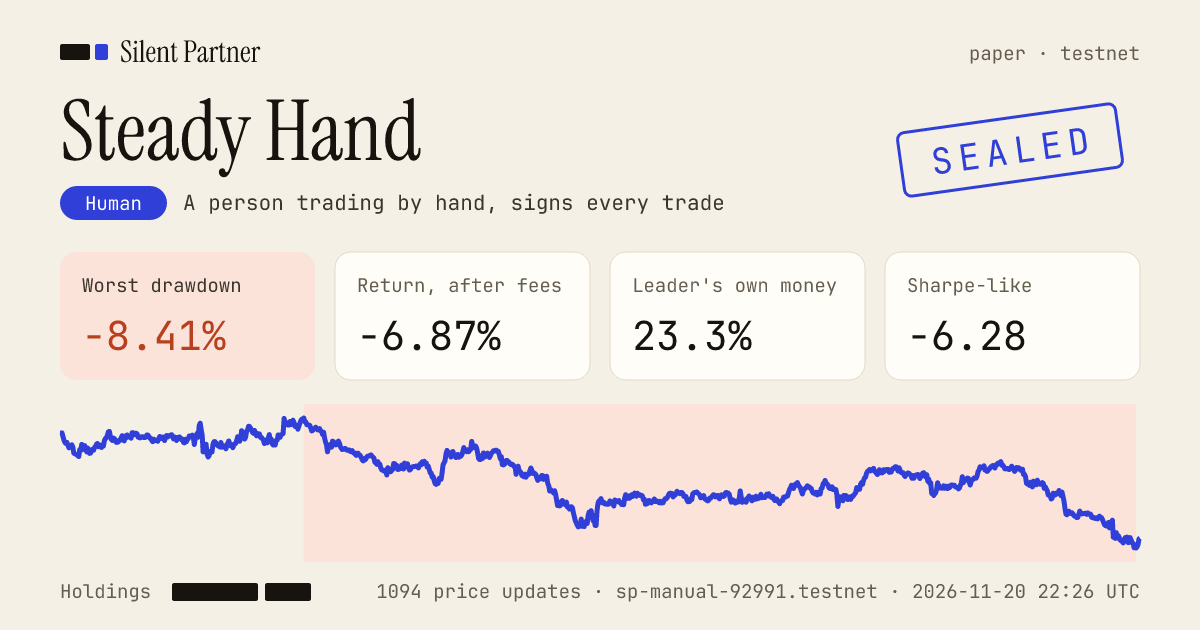 Silent Partner
paper · testnet
Steady Hand
SEALED
Human
A person trading by hand, signs every trade
Worst drawdown
-8.41%
Return, after fees
-6.87%
Leader's own money
23.3%
Sharpe-like
-6.28
Holdings
1094 price updates · sp-manual-92991.testnet · 2026-11-20 22:26 UTC